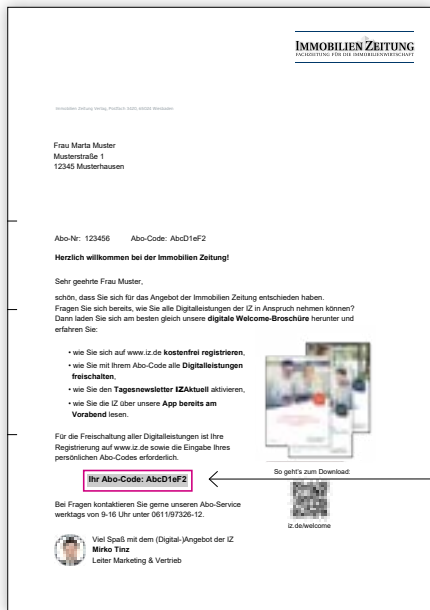 IMMOBILIEN ZEITUNG
FACHZEITUNG FÜR DIE IMMOBILIENWIRTSCHAFT
Frau Marta Muster
Musterstraße 1
12345 Musterhausen
Abo-Nr: 123456 Abo-Code: AbcD1eF2
Herzlich willkommen bei der Immobilien Zeitung!
Sehr geehrte Frau Muster,
schön, dass Sie sich für das Angebot der Immobilien Zeitung entschieden haben.
Fragen Sie sich bereits, wie Sie alle Digitalleistungen der IZ in Anspruch nehmen können?
Dann laden Sie sich am besten gleich unsere digitale Welcome-Broschüre herunter und
erfahren Sie:
• wie Sie sich auf www.iz.de kostenfrei registrieren,
• wie Sie mit Ihrem Abo-Code alle Digitalleistungen
freischalten,
• wie Sie den Tagesnewsletter IZAktuell aktivieren,
• wie Sie die IZ über unsere App bereits am
Vorabend lesen.
Für die Freischaltung aller Digitalleistungen ist Ihre
Registrierung auf www.iz.de sowie die Eingabe Ihres
persönlichen Abo-Codes erforderlich.
Ihr Abo-Code: AbcD1eF2
So geht's zum Download:
iz.de/welcome
Bei Fragen kontaktieren Sie gerne unseren Abo-Service
werktags von 9-16 Uhr unter 0611/97326-12.
Viel Spaß mit dem (Digital-)Angebot der IZ
Mirko Tinz
Leiter Marketing & Vertrieb